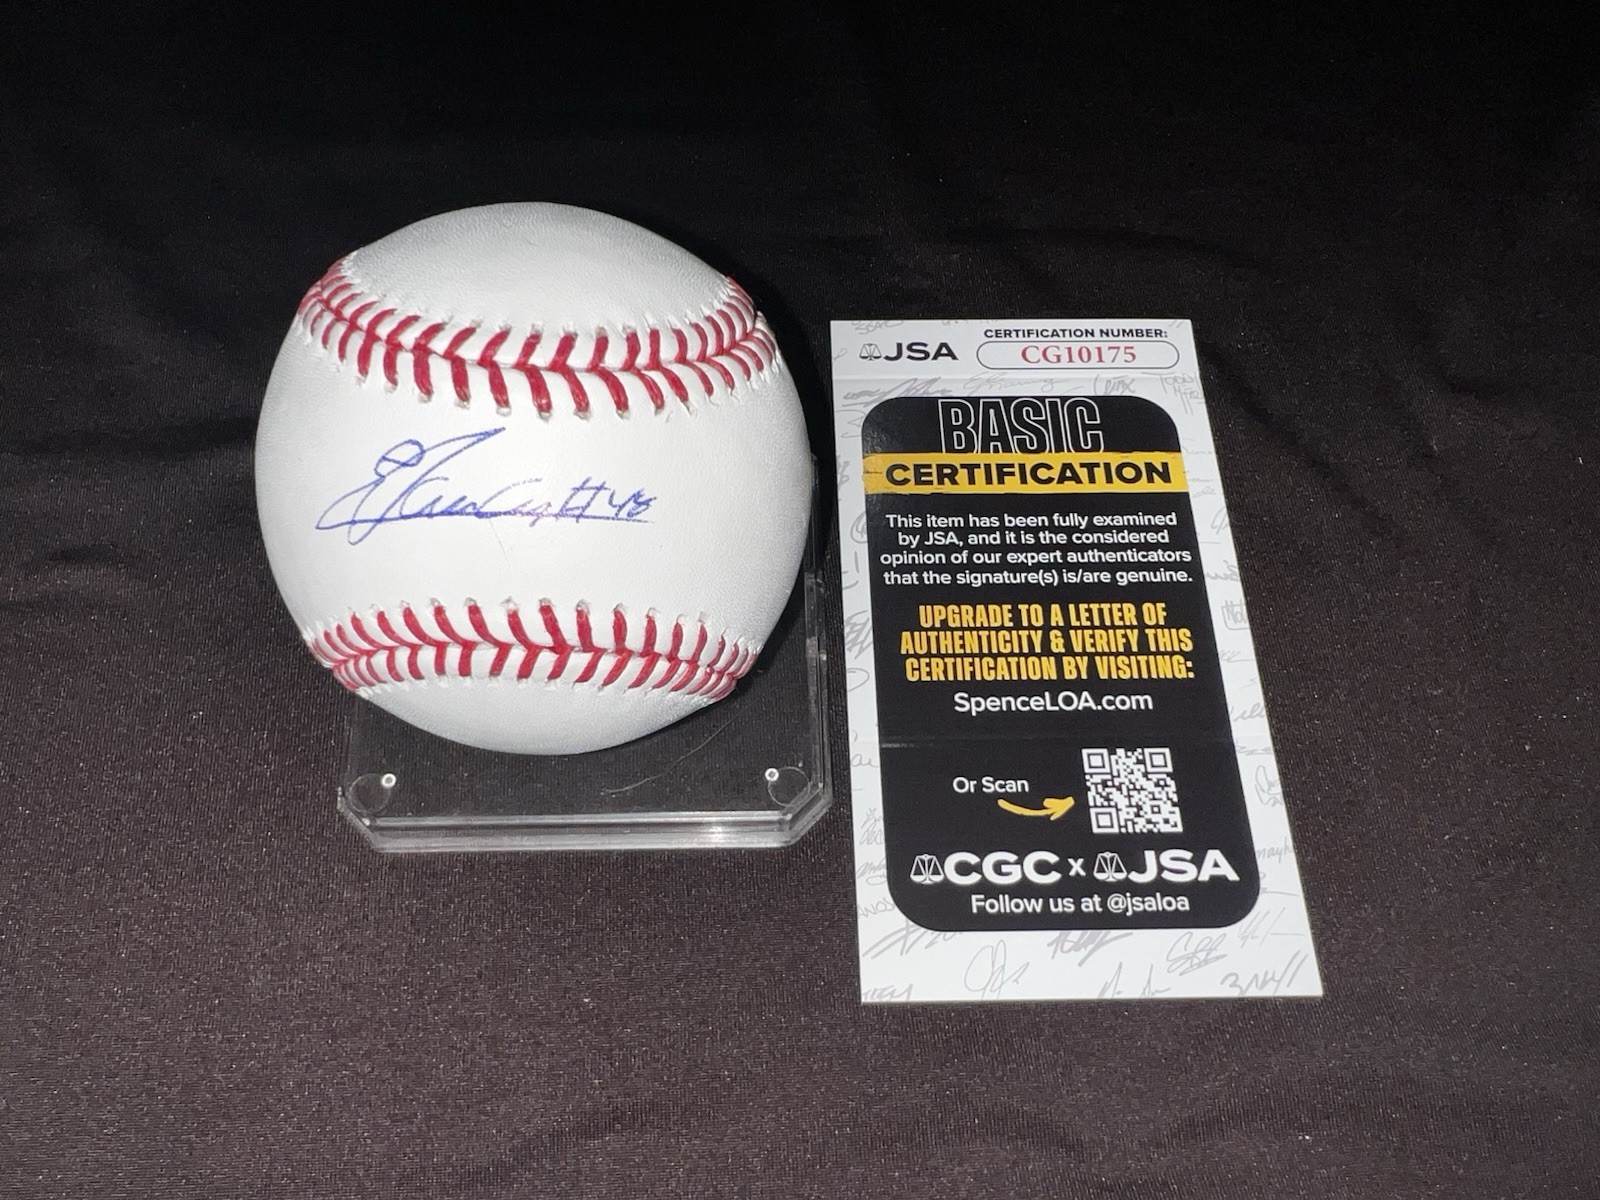 #48
JSA
CERTIFICATION NUMBER:
CG10175
BASIC
CERTIFICATION
This item has been fully examined
by JSA, and it is the considered
opinion of our expert authenticators
that the signature(s) is/are genuine.
UPGRADE TO A LETTER OF
AUTHENTICITY & VERIFY THIS
CERTIFICATION BY VISITING:
SpenceLOA.com
Or Scan
CGC x JSA
Follow us at @jsaloa